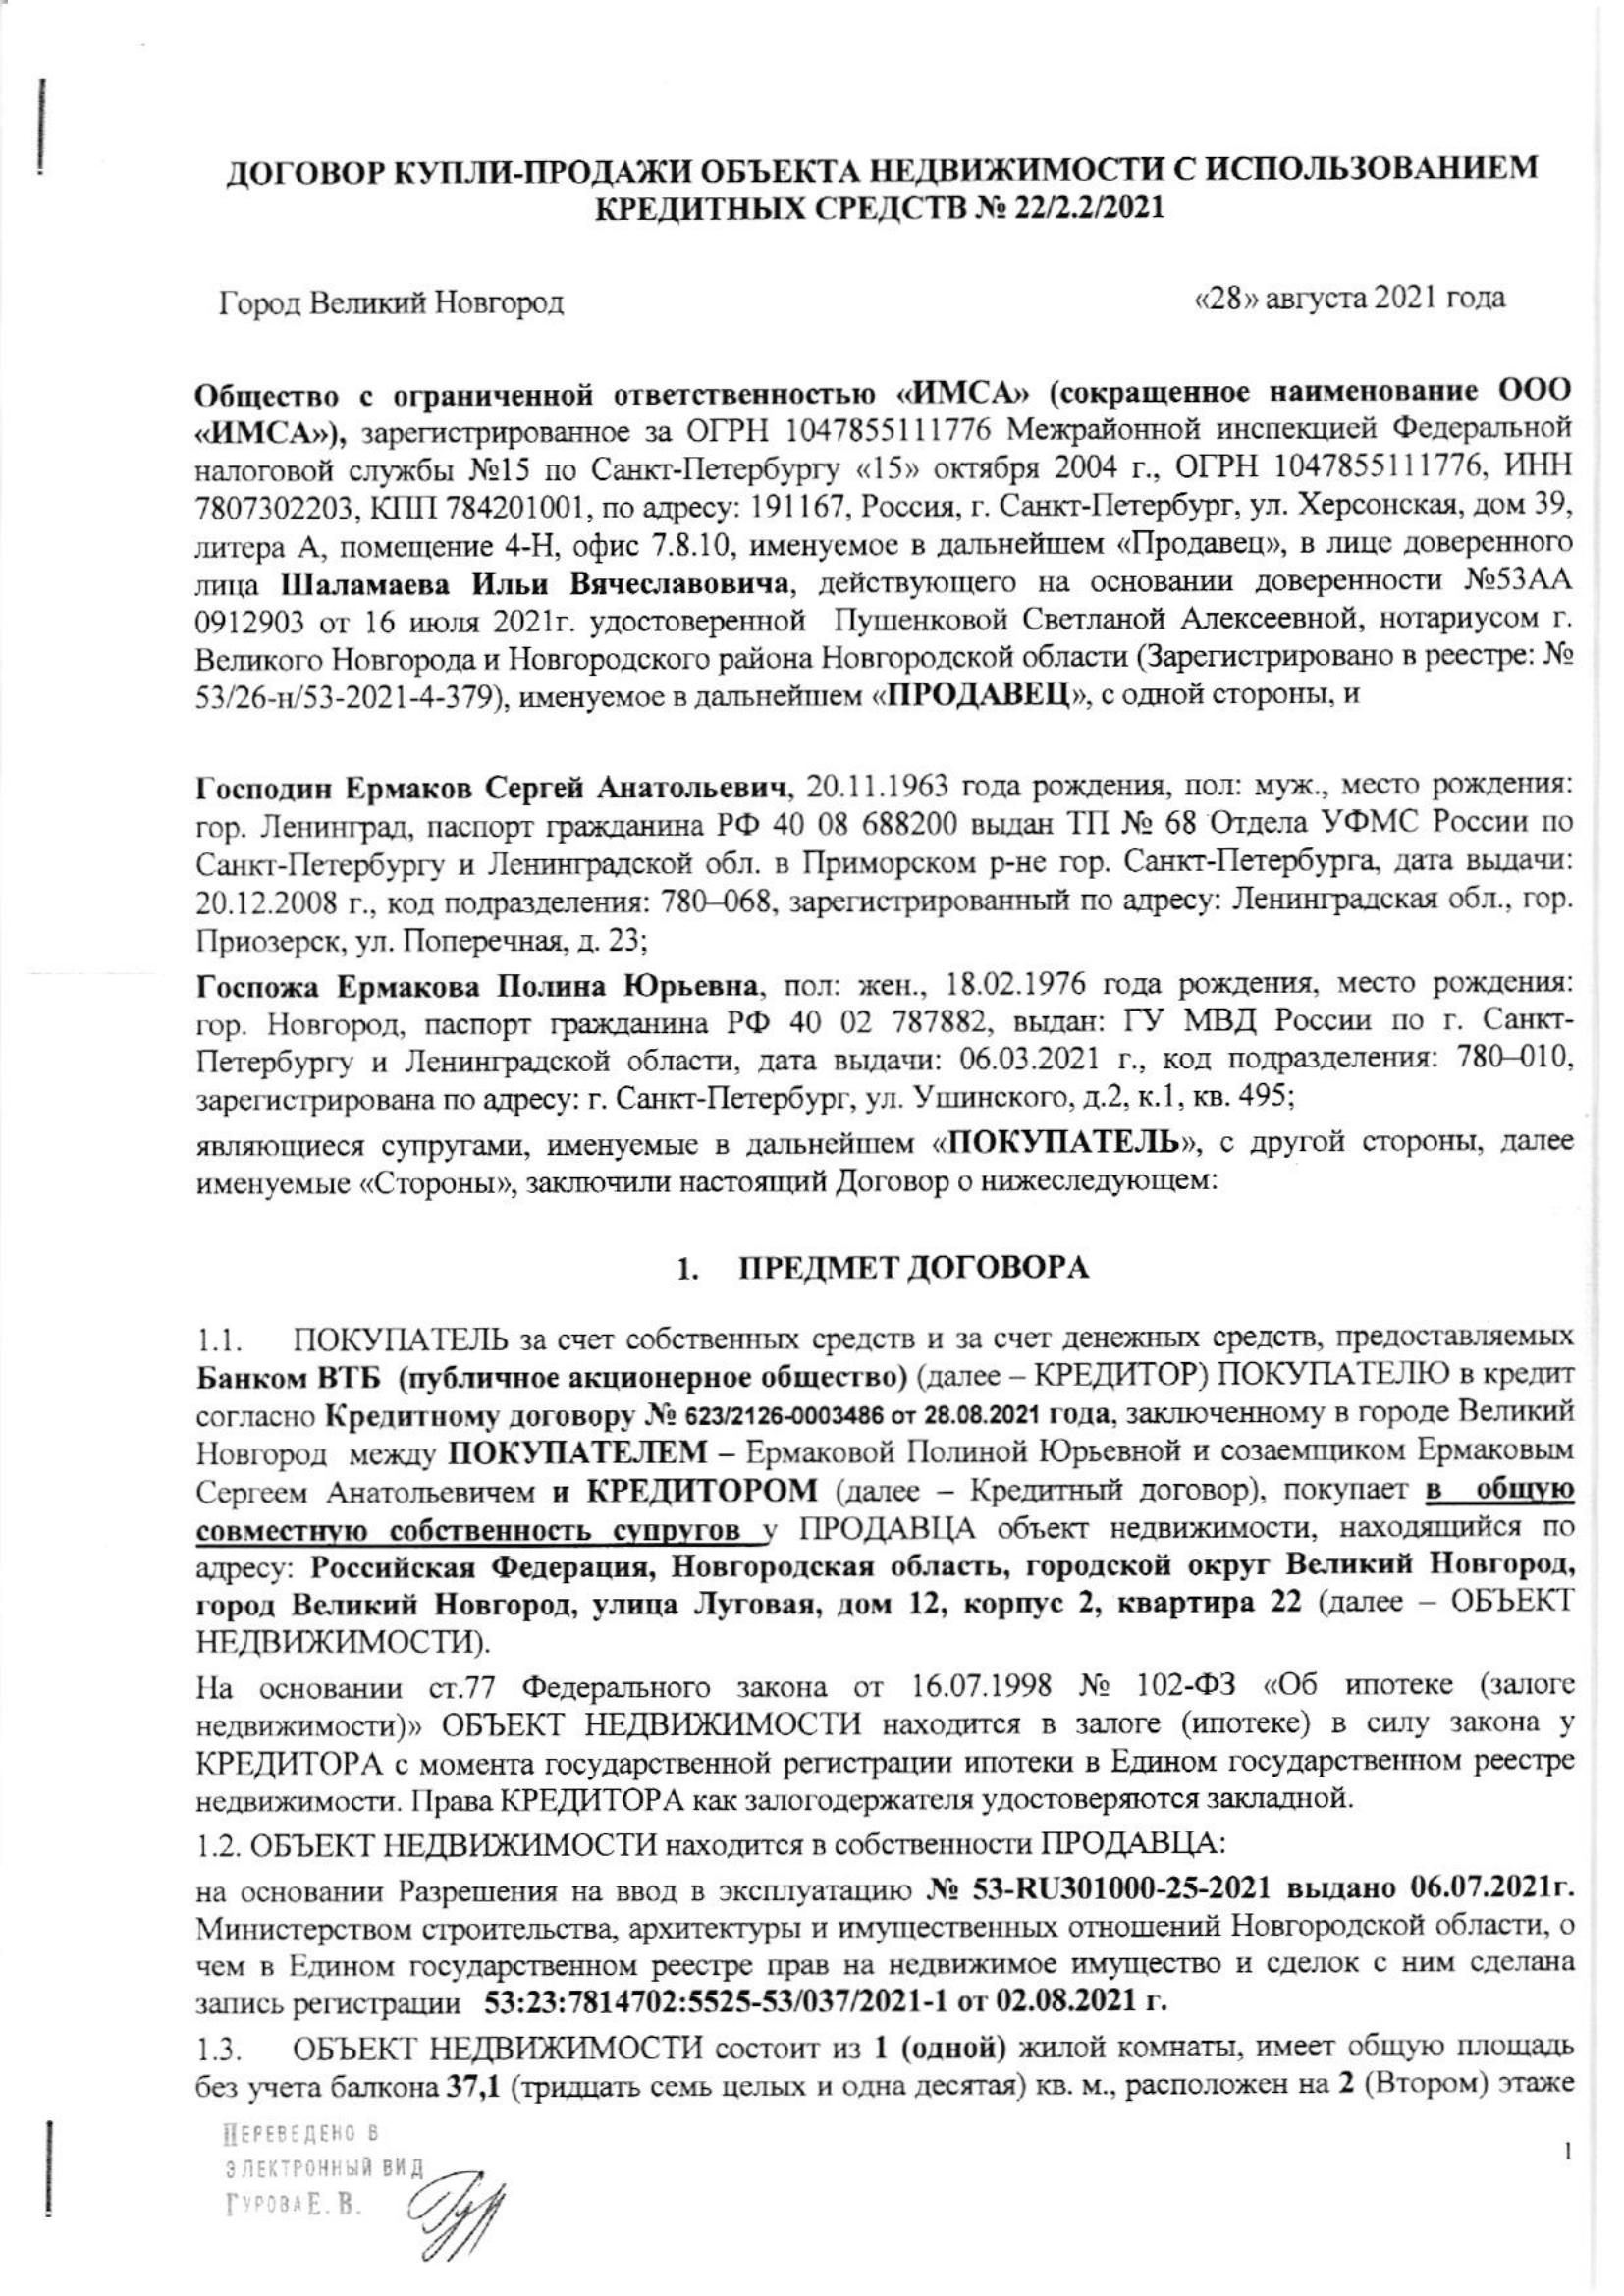 ДОГОВОР КУПЛИ-ПРОДАЖИ ОБЪЕКТА НЕДВИЖИМОСТИ С ИСПОЛЬЗОВАНИЕМ
КРЕДИТНЫХ СРЕДСТВ № 22/2.2/2021
Город Великий Новгород «28» августа 2021 года
Общество с ограниченной ответственностью «ИМСА» (сокращенное наименование ООО
«ИМСА»), зарегистрированное за ОГРН 1047855111776 Межрайонной инспекцией Федеральной
налоговой службы №15 по Санкт-Петербургу «15» октября 2004 г., ОГРН 1047855111776, ИНН
7807302203, КПП 784201001, по адресу: 191167, Россия, г. Санкт-Петербург, ул. Херсонская, дом 39,
литера А, помещение 4-Н, офис 7.8.10, именуемое в дальнейшем «Продавец», в лице доверенного
лица Шаламаева Ильи Вячеславовича, действующего на основании доверенности №53АА
0912903 от 16 июля 2021г. удостоверенной Пушенковой Светланой Алексеевной, нотариусом г.
Великого Новгорода и Новгородского района Новгородской области (Зарегистрировано в реестре: №
53/26-н/53-2021-4-379), именуемое в дальнейшем «ПРОДАВЕЦ», с одной стороны, и
Господин Ермаков Сергей Анатольевич, 20.11.1963 года рождения, пол: муж., место рождения:
гор. Ленинград, паспорт гражданина РФ 40 08 688200 выдан ТП № 68 Отдела УФМС России по
Санкт-Петербургу и Ленинградской обл. в Приморском р-не гор. Санкт-Петербурга, дата выдачи:
20.12.2008 г., код подразделения: 780–068, зарегистрированный по адресу: Ленинградская обл., гор.
Приозерск, ул. Поперечная, д. 23;
Госпожа Ермакова Полина Юрьевна, пол: жен., 18.02.1976 года рождения, место рождения:
гор. Новгород, паспорт гражданина РФ 40 02 787882, выдан: ГУ МВД России по г. Санкт-
Петербургу и Ленинградской области, дата выдачи: 06.03.2021 г., код подразделения: 780–010,
зарегистрирована по адресу: г. Санкт-Петербург, ул. Ушинского, д.2, к.1, кв. 495;
являющиеся супругами, именуемые в дальнейшем «ПОКУПАТЕЛЬ», с другой стороны, далее
именуемые «Стороны», заключили настоящий Договор о нижеследующем:
1. ПРЕДМЕТ ДОГОВОРА
1.1. ПОКУПАТЕЛЬ за счет собственных средств и за счет денежных средств, предоставляемых
Банком ВТБ (публичное акционерное общество) (далее – КРЕДИТОР) ПОКУПАТЕЛЮ в кредит
согласно Кредитному договору № 623/2126-0003486 от 28.08.2021 года, заключенному в городе Великий
Новгород между ПОКУПАТЕЛЕМ – Ермаковой Полиной Юрьевной и созаемщиком Ермаковым
Сергеем Анатольевичем и КРЕДИТОРОМ (далее – Кредитный договор), покупает в общую
совместную собственность супругов у ПРОДАВЦА объект недвижимости, находящийся по
адресу: Российская Федерация, Новгородская область, городской округ Великий Новгород,
город Великий Новгород, улица Луговая, дом 12, корпус 2, квартира 22 (далее – ОБЪЕКТ
НЕДВИЖИМОСТИ).
На основании ст.77 Федерального закона от 16.07.1998 № 102-ФЗ «Об ипотеке (залоге
недвижимости)» ОБЪЕКТ НЕДВИЖИМОСТИ находится в залоге (ипотеке) в силу закона у
КРЕДИТОРА с момента государственной регистрации ипотеки в Едином государственном реестре
недвижимости. Права КРЕДИТОРА как залогодержателя удостоверяются закладной.
1.2. ОБЪЕКТ НЕДВИЖИМОСТИ находится в собственности ПРОДАВЦА:
на основании Разрешения на ввод в эксплуатацию № 53-RU301000-25-2021 выдано 06.07.2021г.
Министерством строительства, архитектуры и имущественных отношений Новгородской области, о
чем в Едином государственном реестре прав на недвижимое имущество и сделок с ним сделана
запись регистрации 53:23:7814702:5525-53/037/2021-1 от 02.08.2021 г.
1.3. ОБЪЕКТ НЕДВИЖИМОСТИ состоит из 1 (одной) жилой комнаты, имеет общую площадь
без учета балкона 37,1 (тридцать семь целых и одна десятая) кв. м., расположен на 2 (Втором) этаже
ПЕРЕВЕДЕНО В
ЭЛЕКТРОННЫЙ ВИД
ГУРОВА Е. В.
1